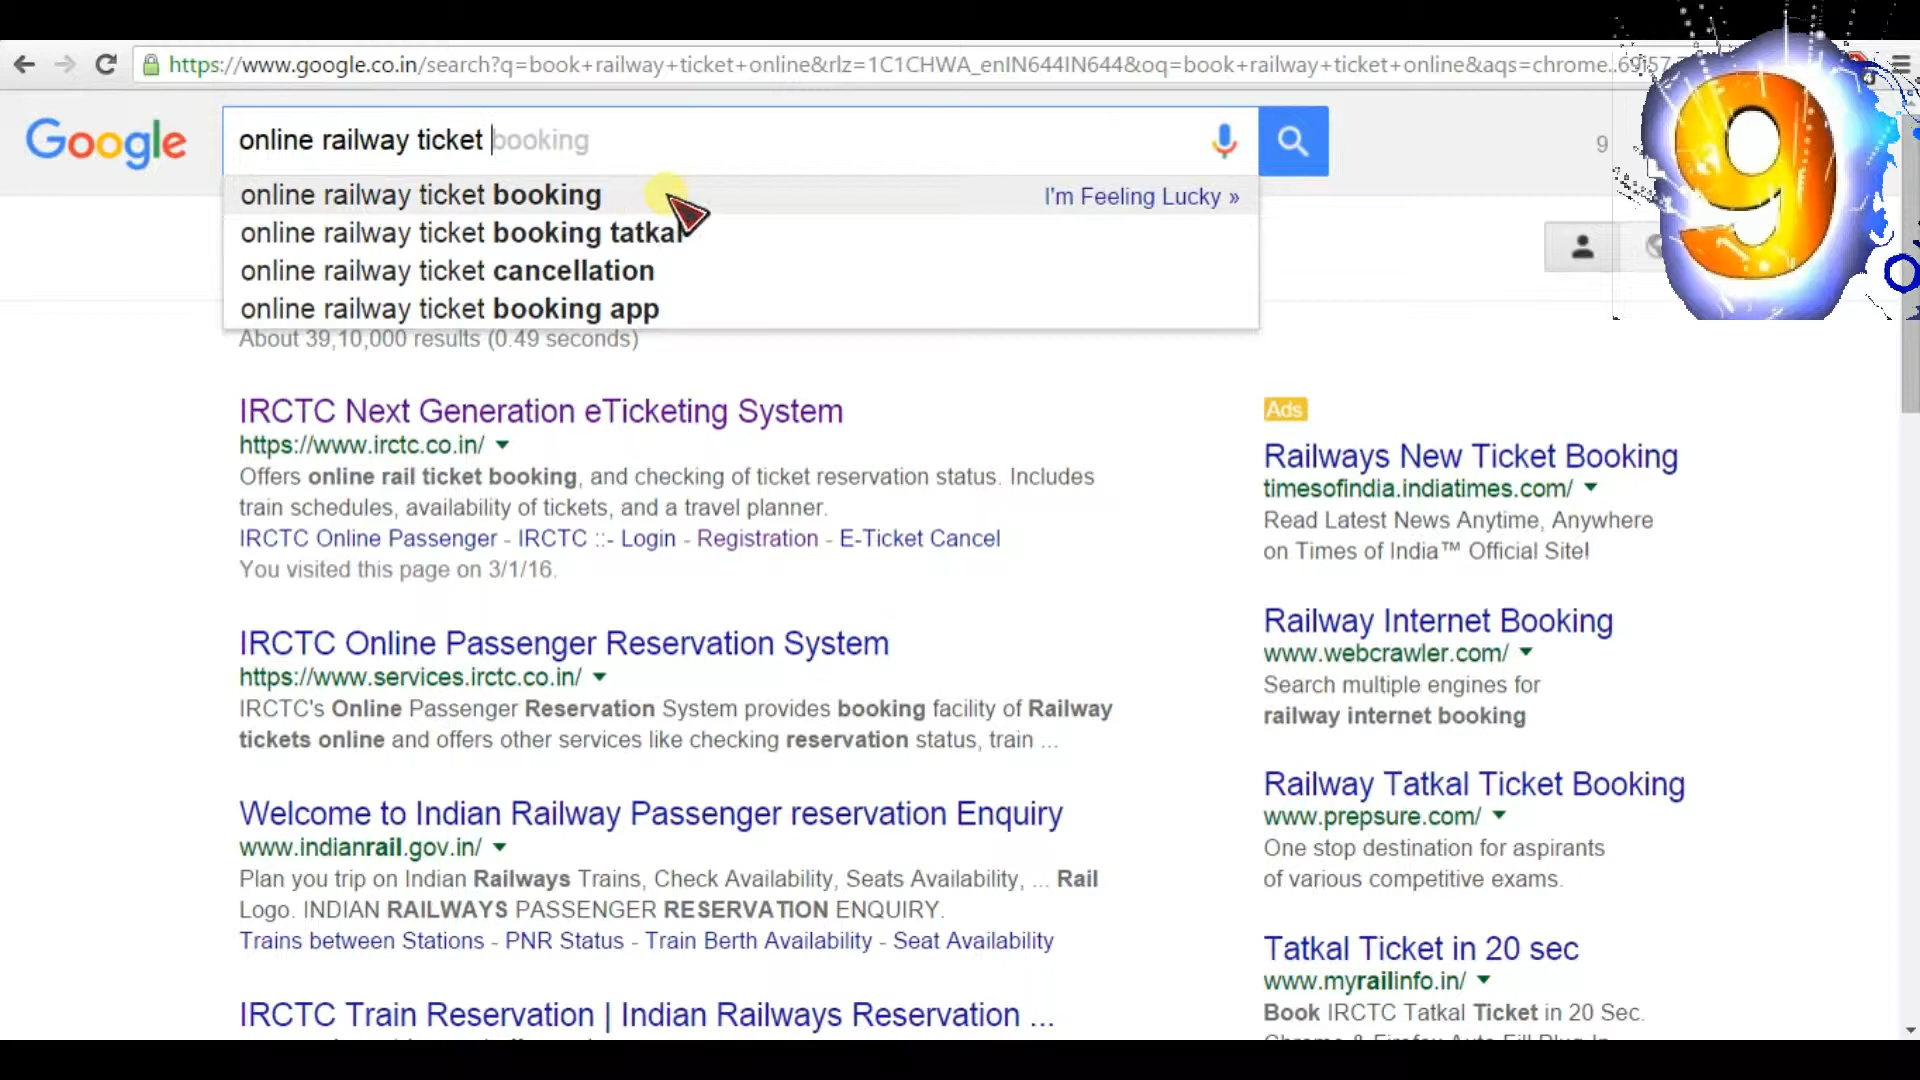 https://www.google.co.in/search?q=book+railway+ticket+online&rlz=1C1CHWA_enIN644IN644&oq=book+railway+ticket+online&aqs=chrome..69i57
Google
online railway ticket booking
9
online railway ticket booking
I'm Feeling Lucky »
online railway ticket booking tatkal
online railway ticket cancellation
online railway ticket booking app
About 39,10,000 results (0.49 seconds)
9
IRCTC Next Generation eTicketing System
https://www.irctc.co.in/
Offers online rail ticket booking, and checking of ticket reservation status. Includes
train schedules, availability of tickets, and a travel planner.
IRCTC Online Passenger - IRCTC ::- Login - Registration - E-Ticket Cancel
You visited this page on 3/1/16.
IRCTC Online Passenger Reservation System
https://www.services.irctc.co.in/
IRCTC's Online Passenger Reservation System provides booking facility of Railway
tickets online and offers other services like checking reservation status, train ...
Welcome to Indian Railway Passenger reservation Enquiry
www.indianrail.gov.in/
Plan you trip on Indian Railways Trains, Check Availability, Seats Availability, ... Rail
Logo. INDIAN RAILWAYS PASSENGER RESERVATION ENQUIRY.
Trains between Stations - PNR Status - Train Berth Availability - Seat Availability
IRCTC Train Reservation | Indian Railways Reservation ...
Ads
Railways New Ticket Booking
timesofindia.indiatimes.com/
Read Latest News Anytime, Anywhere
on Times of India™ Official Site!
Railway Internet Booking
www.webcrawler.com/
Search multiple engines for
railway internet booking
Railway Tatkal Ticket Booking
www.prepsure.com/
One stop destination for aspirants
of various competitive exams.
Tatkal Ticket in 20 sec
www.myrailinfo.in/
Book IRCTC Tatkal Ticket in 20 Sec.
Chrome & Firefox Auto Fill Plug-In